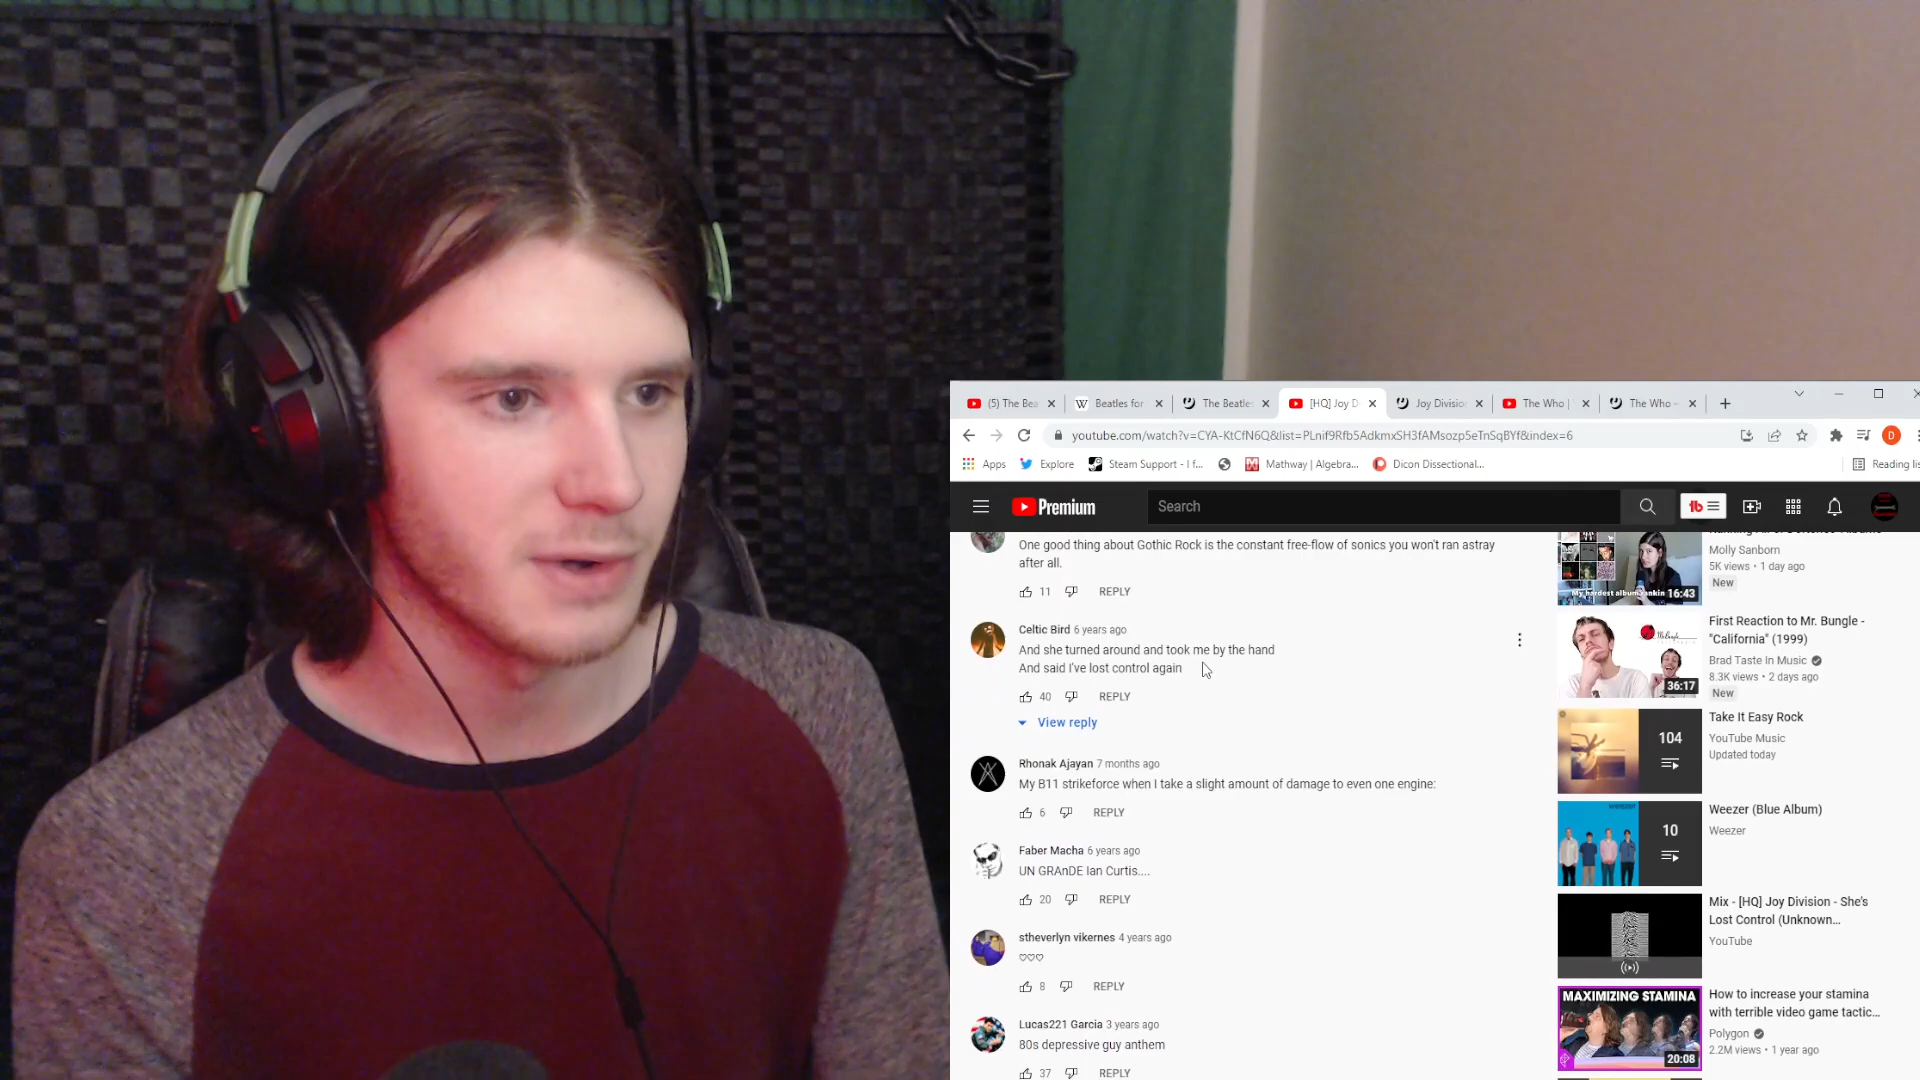 (5) The Bea
Beatles for
The Beatles
[HQ] Joy D
Joy Divisio
The Who |
The Who -
youtube.com/watch?v=CYA-KtCfN6Q&list=PLnif9Rfb5AdkmxSH3fAMsozp5eTnSqBYf&index=6
Apps
Explore
Steam Support - I f...
Mathway | Algebra...
Dicon Dissectional...
Reading lis
Premium
Search
One good thing about Gothic Rock is the constant free-flow of sonics you won't ran astray
after all.
11 REPLY
Celtic Bird 6 years ago
And she turned around and took me by the hand
And said I've lost control again
40 REPLY
View reply
Rhonak Ajayan 7 months ago
My B11 strikeforce when I take a slight amount of damage to even one engine:
6 REPLY
Faber Macha 6 years ago
UN GRAnDE Ian Curtis....
20 REPLY
stheverlyn vikernes 4 years ago
♡♡♡
8 REPLY
Lucas221 Garcia 3 years ago
80s depressive guy anthem
37 REPLY
Molly Sanborn
5K views • 1 day ago
New
My hardest album ranking
16:43
First Reaction to Mr. Bungle -
"California" (1999)
Brad Taste In Music
8.3K views • 2 days ago
New
36:17
Take It Easy Rock
YouTube Music
Updated today
104
Weezer (Blue Album)
Weezer
10
Mix - [HQ] Joy Division - She's
Lost Control (Unknown...
YouTube
MAXIMIZING STAMINA
How to increase your stamina
with terrible video game tactic...
Polygon
2.2M views • 1 year ago
20:08